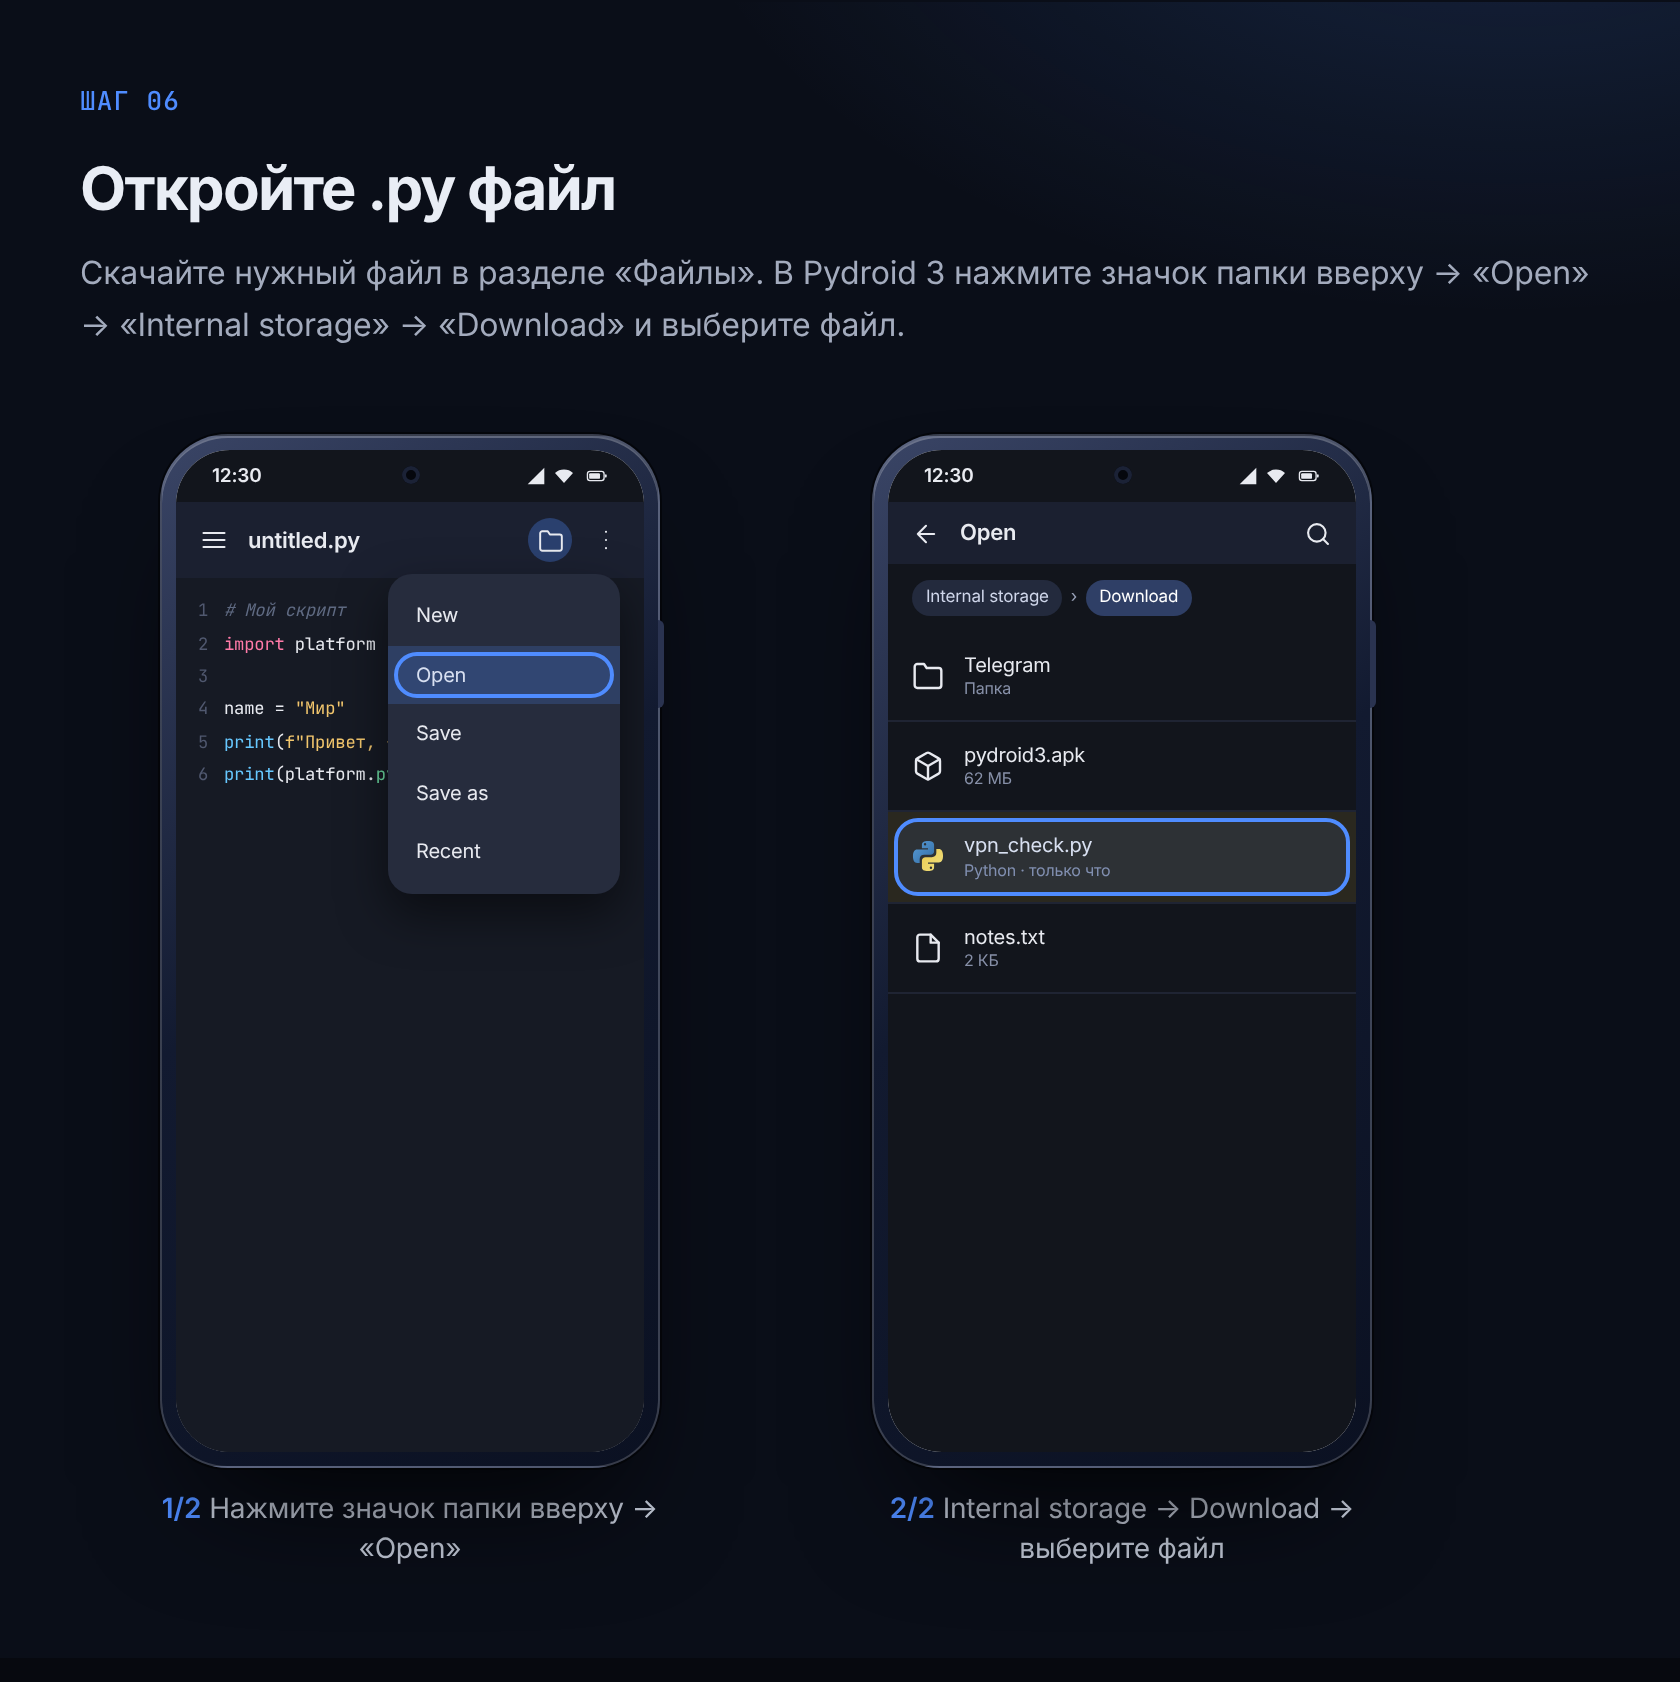 ШАГ 06
Откройте .py файл
Скачайте нужный файл в разделе «Файлы». В Pydroid 3 нажмите значок папки вверху → «Open»
→ «Internal storage» → «Download» и выберите файл.
12:30
untitled.py
1 # Мой скрипт
2 import platform
3
4 name = "Мир"
5 print(f"Привет,
6 print(platform.
New
Open
Save
Save as
Recent
1/2 Нажмите значок папки вверху →
«Open»
12:30
Open
Internal storage › Download
Telegram
Папка
pydroid3.apk
62 МБ
vpn_check.py
Python · только что
notes.txt
2 КБ
2/2 Internal storage → Download →
выберите файл